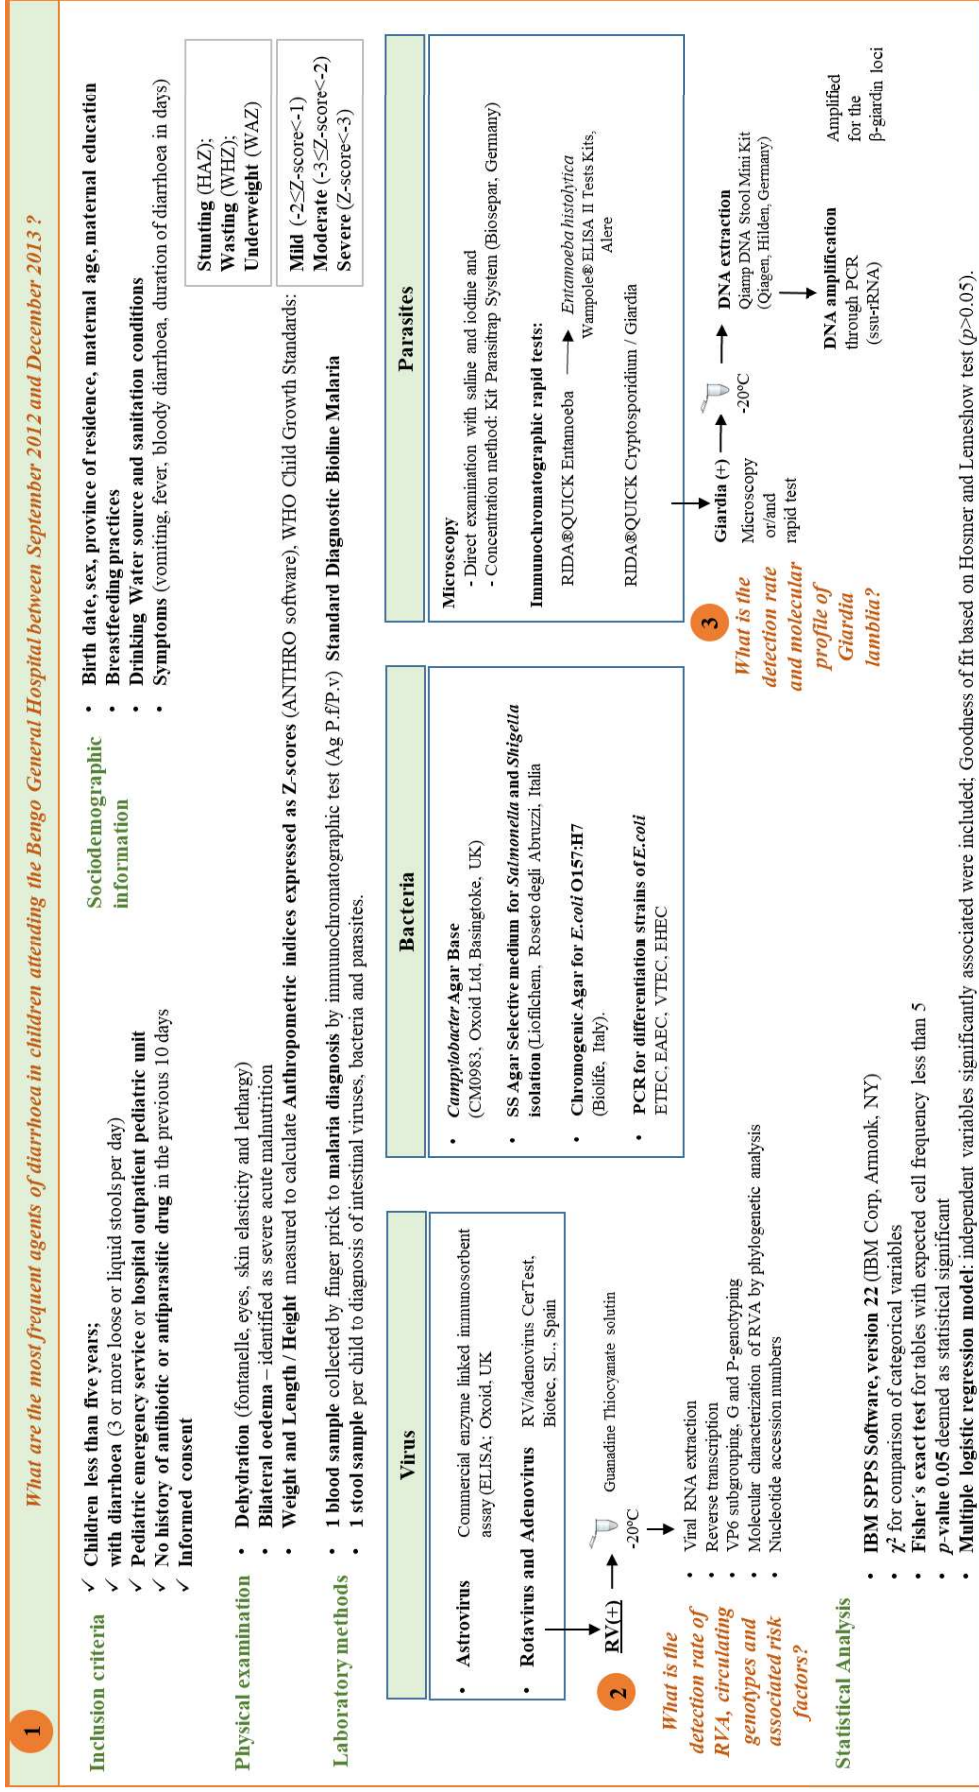 1
What are the most frequent agents of diarrhoea in children attending the Bengo General Hospital between September 2012 and December 2013 ?
Inclusion criteria
✓ Children less than five years;
✓ with diarrhoea (3 or more loose or liquid stools per day)
✓ Pediatric emergency service or hospital outpatient pediatric unit
✓ No history of antibiotic or antiparasitic drug in the previous 10 days
✓ Informed consent
Sociodemographic
information
• Birth date, sex, province of residence, maternal age, maternal education
• Breastfeeding practices
• Drinking Water source and sanitation conditions
• Symptoms (vomiting, fever, bloody diarrhoea, duration of diarrhoea in days)
Physical examination
• Dehydration (fontanelle, eyes, skin elasticity and lethargy)
• Bilateral oedema – identified as severe acute malnutrition
• Weight and Length / Height measured to calculate Anthropometric indices expressed as Z-scores (ANTHRO software), WHO Child Growth Standards:
Stunting (HAZ);
Wasting (WHZ);
Underweight (WAZ)
Mild (-2≤Z-score<-1)
Moderate (-3≤Z-score<-2)
Severe (Z-score<-3)
Laboratory methods
• 1 blood sample collected by finger prick to malaria diagnosis by immunochromatographic test (Ag P.f/P.v) Standard Diagnostic Bioline Malaria
• 1 stool sample per child to diagnosis of intestinal viruses, bacteria and parasites.
Virus
• Astrovirus Commercial enzyme linked immunosorbent
assay (ELISA; Oxoid, UK
• Rotavirus and Adenovirus RV/adenovirus CerTest,
Biotec, SL., Spain
RV(+)
-20ºC
Guanadine Thiocyanate solutin
2
What is the
detection rate of
RVA, circulating
genotypes and
associated risk
factors?
• Viral RNA extraction
• Reverse transcription
• VP6 subgrouping, G and P-genotyping
• Molecular characterization of RVA by phylogenetic analysis
• Nucleotide accession numbers
Bacteria
• Campylobacter Agar Base
(CM0983, Oxoid Ltd, Basingtoke, UK)
• SS Agar Selective medium for Salmonella and Shigella
isolation (Liofilchem, Roseto degli Abruzzi, Italia
• Chromogenic Agar for E.coli O157:H7
(Biolife, Italy).
• PCR for differentiation strains of E.coli
ETEC, EAEC, VTEC, EHEC
Parasites
Microscopy
- Direct examination with saline and iodine and
- Concentration method: Kit Parasitrap System (Biosepar, Germany)
Immunochromatographic rapid tests:
RIDA®QUICK Entamoeba Entamoeba histolytica
Wampole® ELISA II Tests Kits,
Alere
RIDA®QUICK Cryptosporidium / Giardia
3
What is the
detection rate
and molecular
profile of
Giardia
lamblia?
Giardia (+)
Microscopy
or/and
rapid test
-20ºC
DNA extraction
Qiamp DNA Stool Mini Kit
(Qiagen, Hilden, Germany)
DNA amplification
through PCR
(ssu-rRNA)
Amplified
for the
β-giardin loci
Statistical Analysis
• IBM SPPS Software, version 22 (IBM Corp, Armonk, NY)
• χ² for comparison of categorical variables
• Fisher´s exact test for tables with expected cell frequency less than 5
• p-value 0.05 deemed as statistical significant
• Multiple logistic regression model: independent variables significantly associated were included; Goodness of fit based on Hosmer and Lemeshow test (p>0.05).